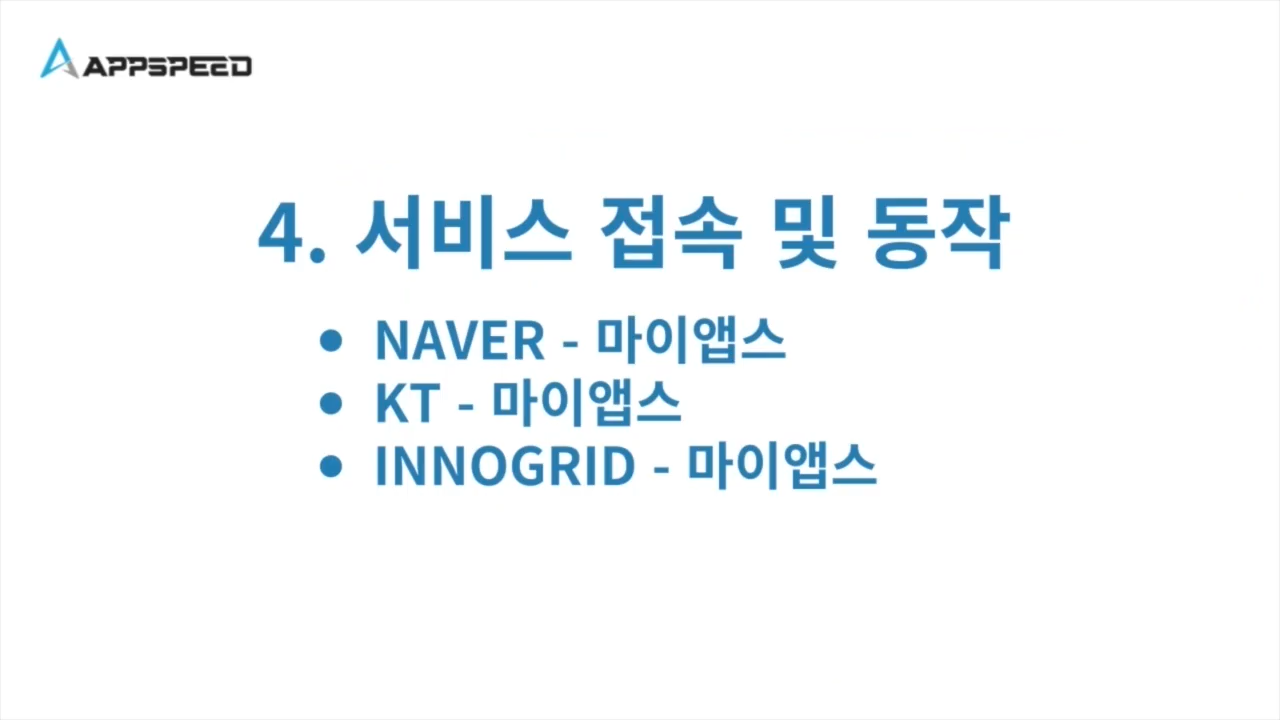 APPSPEED
4. 서비스 접속 및 동작
● NAVER - 마이앱스
● KT - 마이앱스
● INNOGRID - 마이앱스